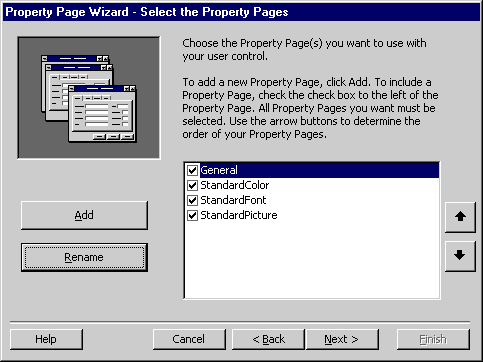 Property Page Wizard - Select the Property Pages
Choose the Property Page(s) you want to use with
your user control.
To add a new Property Page, click Add. To include a
Property Page, check the check box to the left of the
Property Page. All Property Pages you want must be
selected. Use the arrow buttons to determine the
order of your Property Pages.
General
StandardColor
StandardFont
StandardPicture
Add
Rename
Help
Cancel
< Back
Next >
Finish